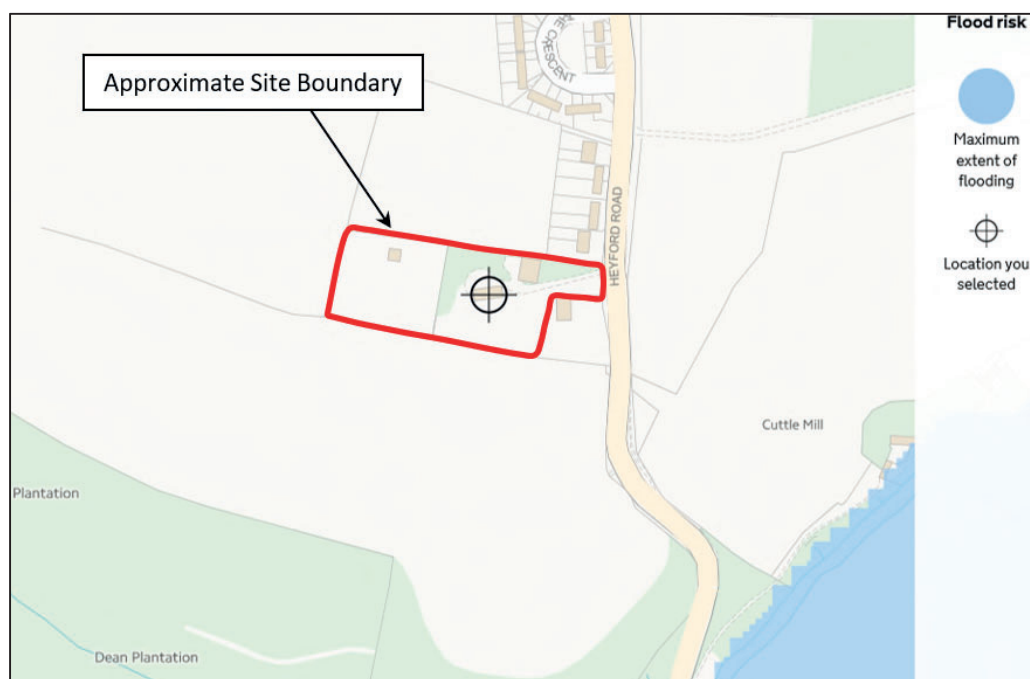 Flood risk
Maximum
extent of
flooding
Location you
selected
Approximate Site Boundary
THE CRESCENT
HEYFORD ROAD
Cuttle Mill
Plantation
Dean Plantation